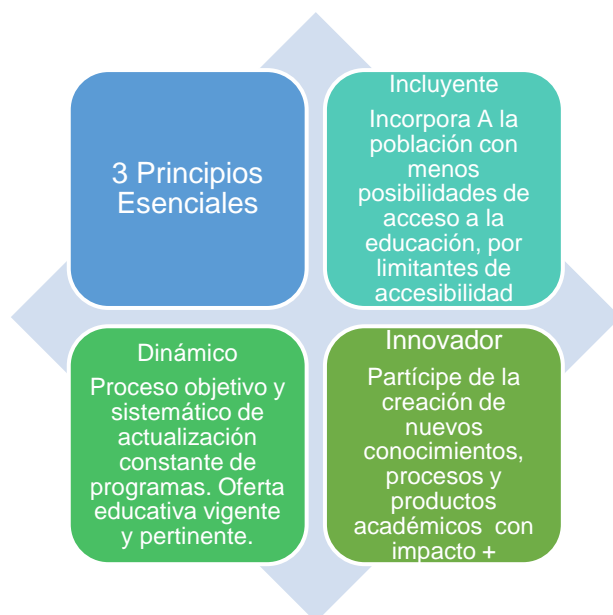 3 Principios
Esenciales
Incluyente
Incorpora A la
población con
menos
posibilidades de
acceso a la
educación, por
limitantes de
accesibilidad
Dinámico
Proceso objetivo y
sistemático de
actualización
constante de
programas. Oferta
educativa vigente
y pertinente.
Innovador
Partícipe de la
creación de
nuevos
conocimientos,
procesos y
productos
académicos  con
impacto +